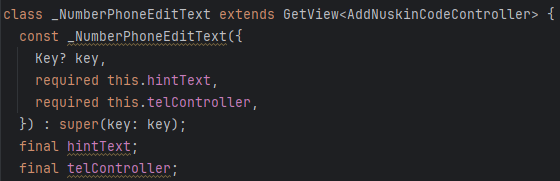 class _NumberPhoneEditText extends GetView<AddNuskinCodeController> {
  const _NumberPhoneEditText({
    Key? key,
    required this.hintText,
    required this.telController,
  }) : super(key: key);
  final hintText;
  final telController;